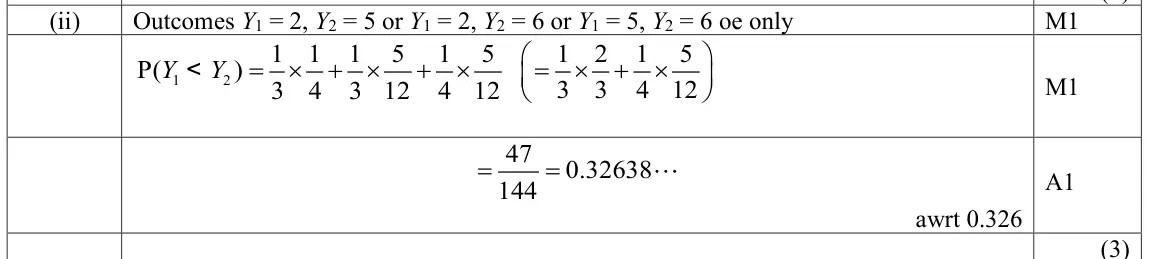 (ii) Outcomes Y₁ = 2, Y₂ = 5 or Y₁ = 2, Y₂ = 6 or Y₁ = 5, Y₂ = 6 oe only M1
P(Y₁ < Y₂) = 1/3 × 1/4 + 1/3 × 5/12 + 1/4 × 5/12 (= 1/3 × 2/3 + 1/4 × 5/12) M1
= 47/144 = 0.32638⋯ A1
awrt 0.326
(3)